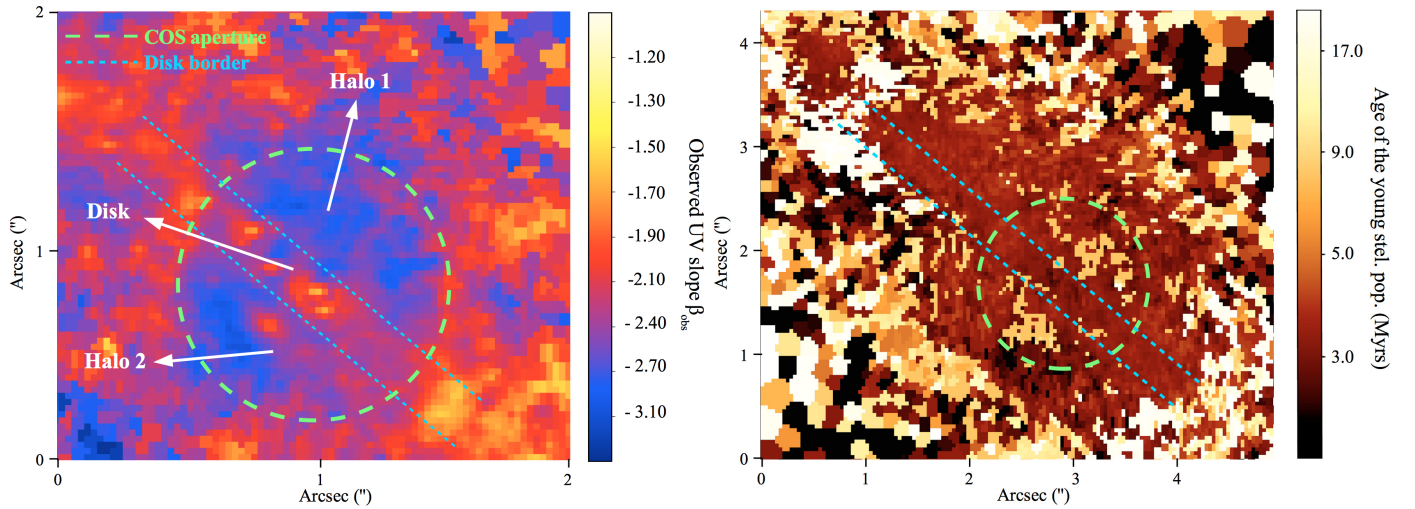 2
COS aperture
Disk border
Halo 1
Disk
Halo 2
1
0
Arcsec (")
0
1
2
Arcsec (")
-1.20
-1.30
-1.50
-1.70
-1.90
-2.10
-2.40
-2.70
-3.10
Observed UV slope βobs
4
3
2
1
0
Arcsec (")
0
1
2
3
4
Arcsec (")
17.0
9.0
5.0
3.0
Age of the young stel. pop. (Myrs)